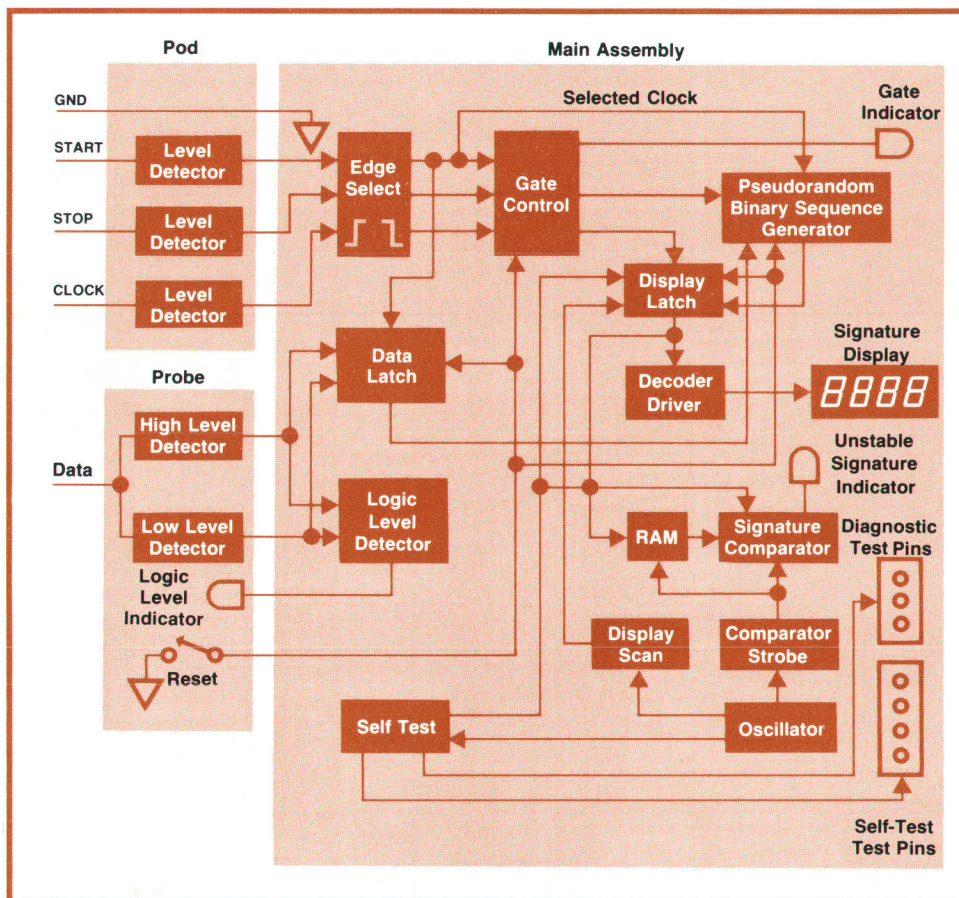 Pod
Main Assembly
GND
START
STOP
CLOCK
Level
Detector
Level
Detector
Level
Detector
Edge
Select
Selected Clock
Gate
Control
Gate
Indicator
Pseudorandom
Binary Sequence
Generator
Display
Latch
Data
Latch
Decoder
Driver
Signature
Display
8888
Probe
Data
High Level
Detector
Low Level
Detector
Logic
Level
Detector
Logic
Level
Indicator
Reset
Unstable
Signature
Indicator
RAM
Signature
Comparator
Diagnostic
Test Pins
Display
Scan
Comparator
Strobe
Self Test
Oscillator
Self-Test
Test Pins